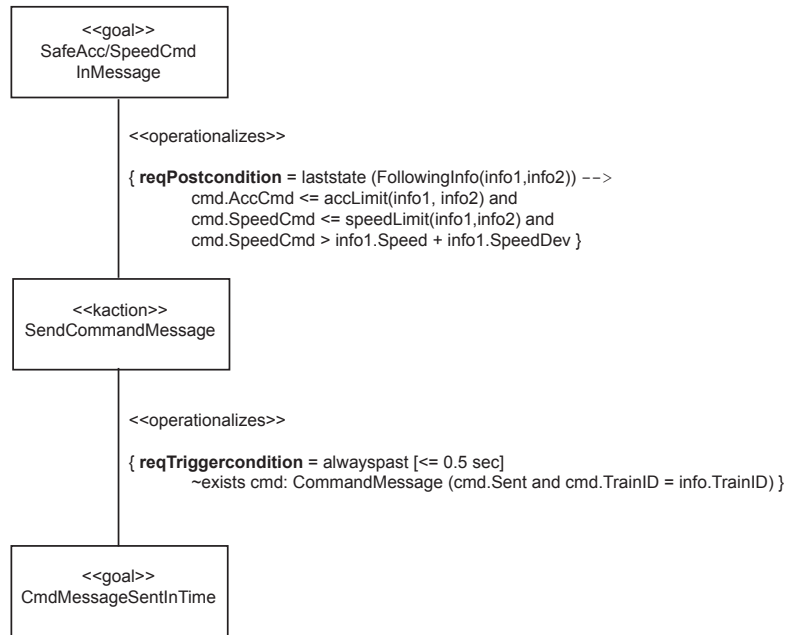 <<goal>>
SafeAcc/SpeedCmd
InMessage
<<operationalizes>>
{ reqPostcondition = laststate (FollowingInfo(info1,info2)) -->
cmd.AccCmd <= accLimit(info1, info2) and
cmd.SpeedCmd <= speedLimit(info1,info2) and
cmd.SpeedCmd > info1.Speed + info1.SpeedDev }
<<kaction>>
SendCommandMessage
<<operationalizes>>
{ reqTriggercondition = alwayspast [<= 0.5 sec]
~exists cmd: CommandMessage (cmd.Sent and cmd.TrainID = info.TrainID) }
<<goal>>
CmdMessageSentInTime